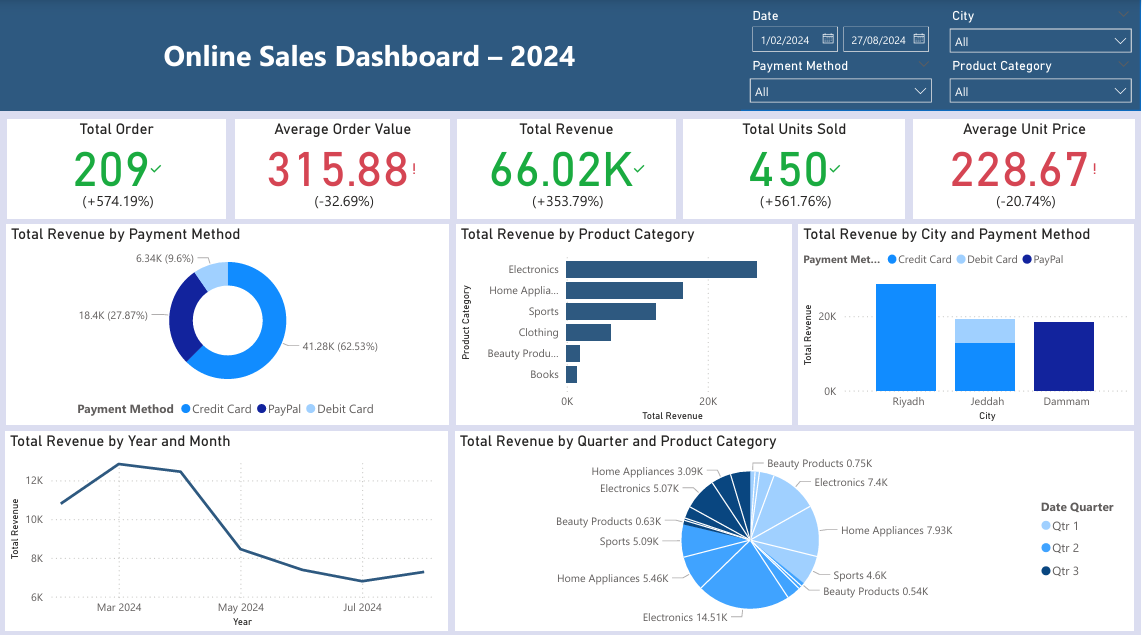 Online Sales Dashboard – 2024
Date
1/02/2024
27/08/2024
City
All
Payment Method
All
Product Category
All
Total Order
209
(+574.19%)
Average Order Value
315.88!
(-32.69%)
Total Revenue
66.02K
(+353.79%)
Total Units Sold
450
(+561.76%)
Average Unit Price
228.67!
(-20.74%)
Total Revenue by Payment Method
6.34K (9.6%)
18.4K (27.87%)
41.28K (62.53%)
Payment Method Credit Card PayPal Debit Card
Total Revenue by Product Category
Product Category
Electronics
Home Applia...
Sports
Clothing
Beauty Produ...
Books
0K 20K
Total Revenue
Total Revenue by City and Payment Method
Payment Met... Credit Card Debit Card PayPal
Total Revenue
20K
0K
Riyadh Jeddah Dammam
City
Total Revenue by Year and Month
Total Revenue
12K
10K
8K
6K
Mar 2024 May 2024 Jul 2024
Year
Total Revenue by Quarter and Product Category
Beauty Products 0.75K
Electronics 7.4K
Home Appliances 7.93K
Sports 4.6K
Beauty Products 0.54K
Electronics 14.51K
Home Appliances 5.46K
Sports 5.09K
Beauty Products 0.63K
Electronics 5.07K
Home Appliances 3.09K
Date Quarter
Qtr 1
Qtr 2
Qtr 3